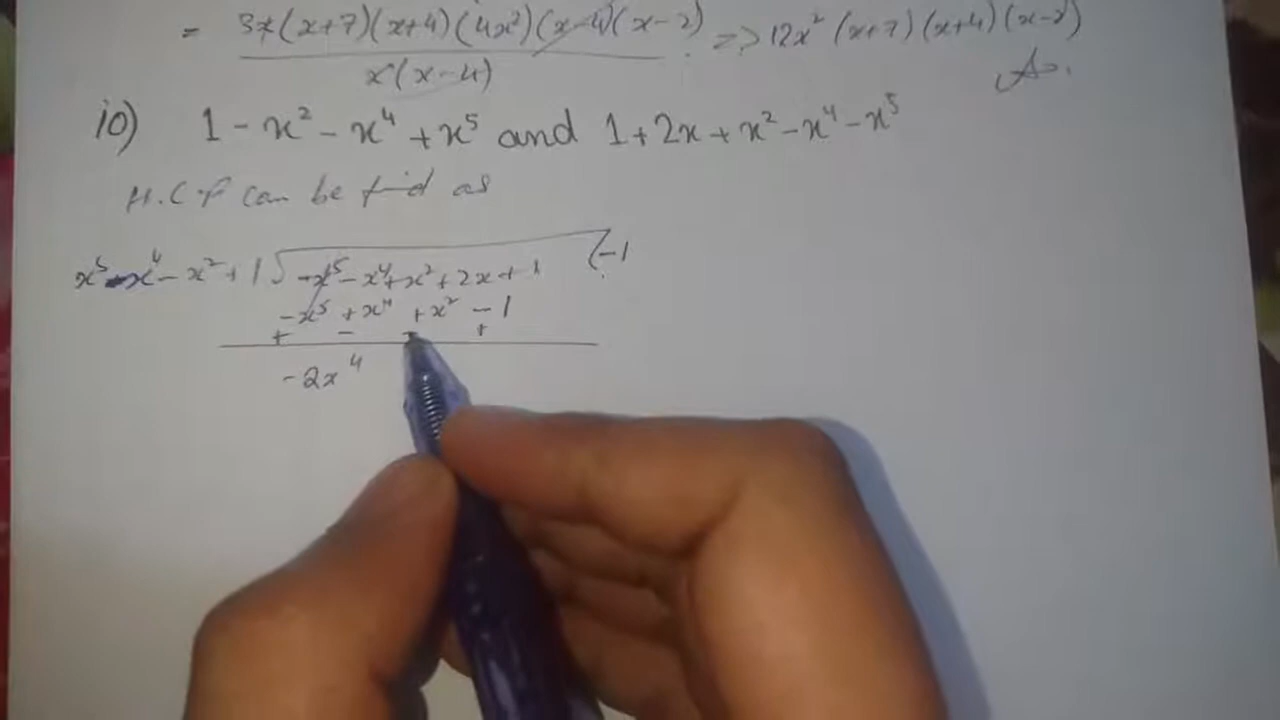 = 3x(x+7)(x+4)(4x²)(x-4)(x-2) => 12x² (x+7)(x+4)(x-2)
x(x-4)
Ans.
io) 1 - x² - x⁴ + x⁵ and 1 + 2x + x² - x⁴ - x⁵
H.C.F can be find as
x⁵ - x⁴ - x² + 1 -x⁵ - x⁴ + x² + 2x + 1 (-1
-x⁵ + x⁴ + x² - 1
+ - - +
-2x⁴